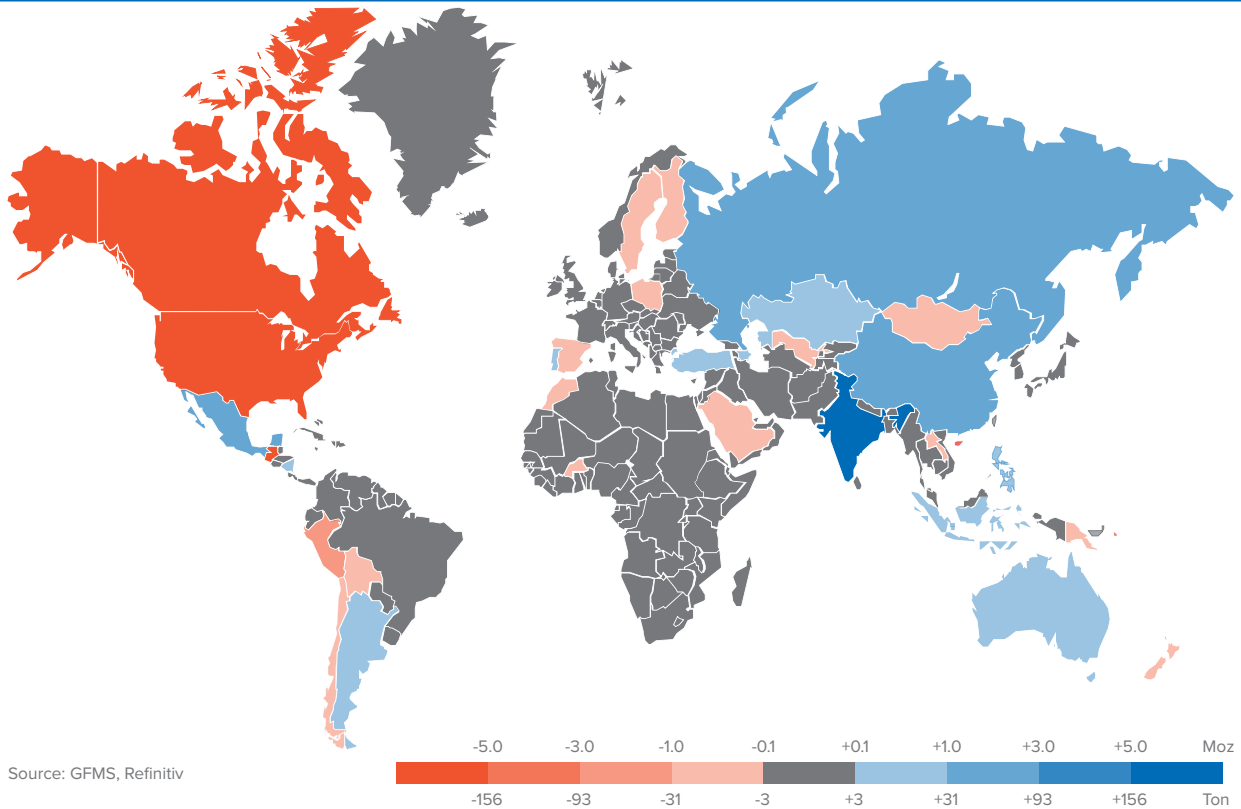 -5.0 -3.0 -1.0 -0.1 +0.1 +1.0 +3.0 +5.0 Moz
Source: GFMS, Refinitiv
-156 -93 -31 -3 +3 +31 +93 +156 Ton